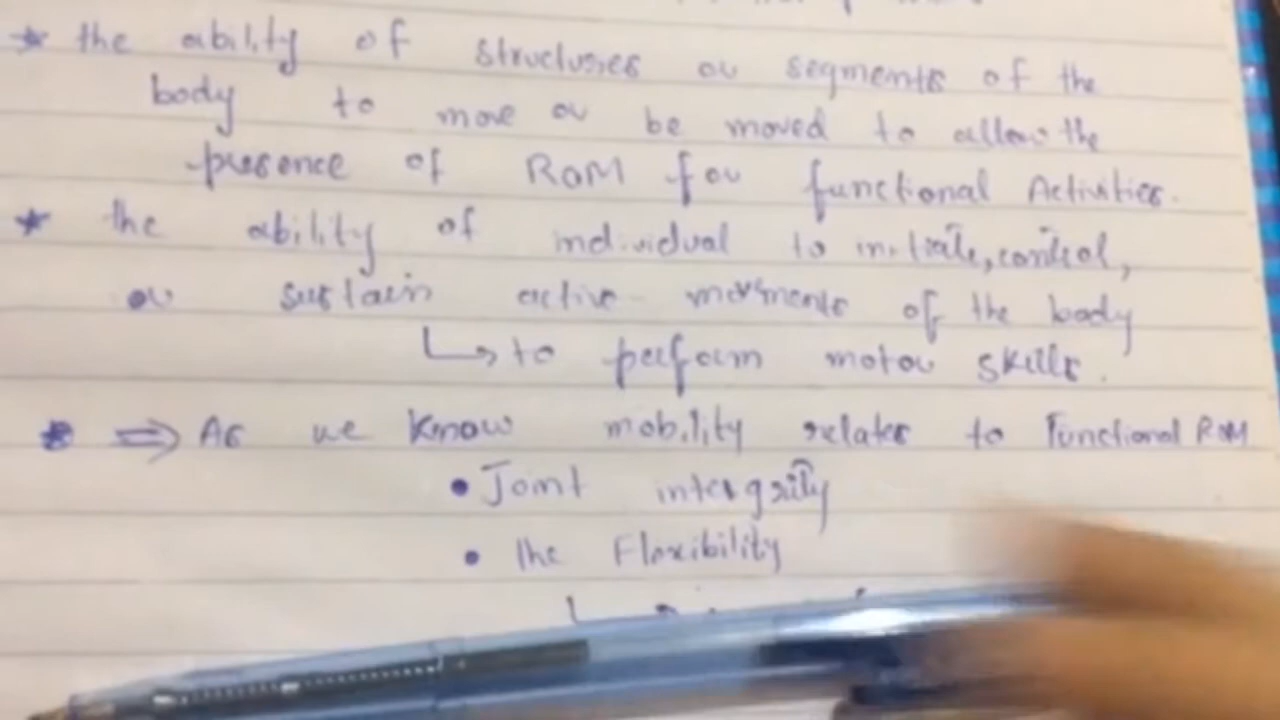 * the ability of structures or segments of the
body to move or be moved to allow the
presence of ROM for functional Activities.
* the ability of individual to initiate, control,
or sustain active movments of the body
↳ to perform motor skills.
* ⇒ As we know mobility relates to Functional ROM
• Joint intergrity
• The Flexibility